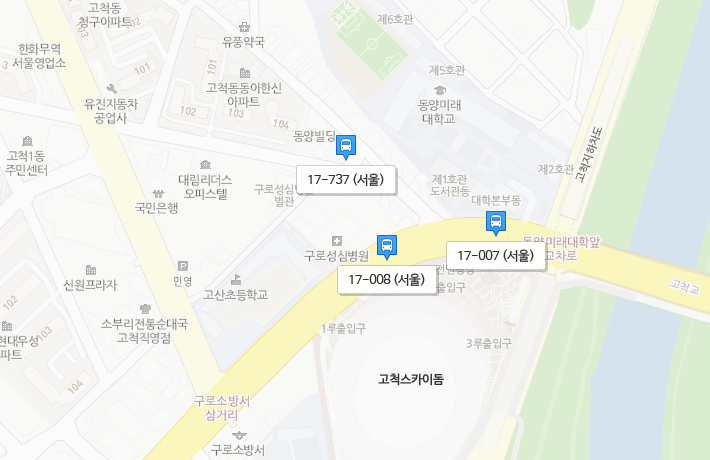 고척동
청구아파트
제6호관
유풍약국
한화무역
서울영업소
101
제5호관
고척동동아한신
아파트
유진지동차
공업사
102
103
101
104
동양미래
대학교
동양빌딩
고척지하차도
고척1동
주민센터
대림리더스
오피스텔
17-737 (서울)
구로성심병
별관
제1호관
도서관동
제2호관
국민은행
대학본부동
동양미래대학앞
교차로
17-007 (서울)
구로성심병원
민영
신원프라자
고산초등학교
17-008 (서울)
출입구
고척교
102
101
소부리전통순대국
고척직영점
현대우성
아파트
1루출입구
3루출입구
고척스카이돔
구로소방서
삼거리
구로소방서